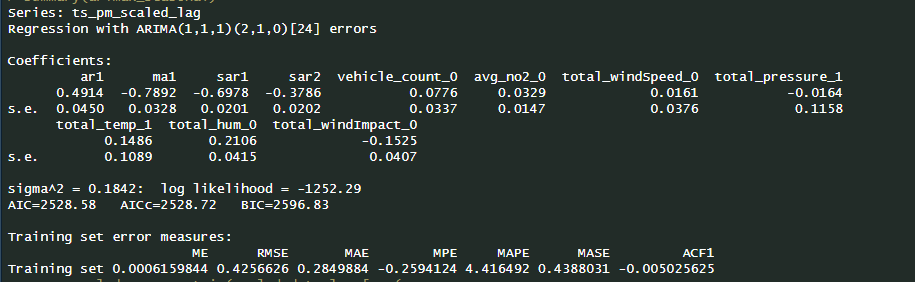 Series: ts_pm_scaled_lag
Regression with ARIMA(1,1,1)(2,1,0)[24] errors
Coefficients:
ar1 ma1 sar1 sar2 vehicle_count_0 avg_no2_0 total_windSpeed_0 total_pressure_1
0.4914 -0.7892 -0.6978 -0.3786 0.0776 0.0329 0.0161 -0.0164
s.e. 0.0450 0.0328 0.0201 0.0202 0.0337 0.0147 0.0376 0.1158
total_temp_1 total_hum_0 total_windImpact_0
0.1486 0.2106 -0.1525
s.e. 0.1089 0.0415 0.0407
sigma^2 = 0.1842: log likelihood = -1252.29
AIC=2528.58 AICc=2528.72 BIC=2596.83
Training set error measures:
ME RMSE MAE MPE MAPE MASE ACF1
Training set 0.0006159844 0.4256626 0.2849884 -0.2594124 4.416492 0.4388031 -0.005025625